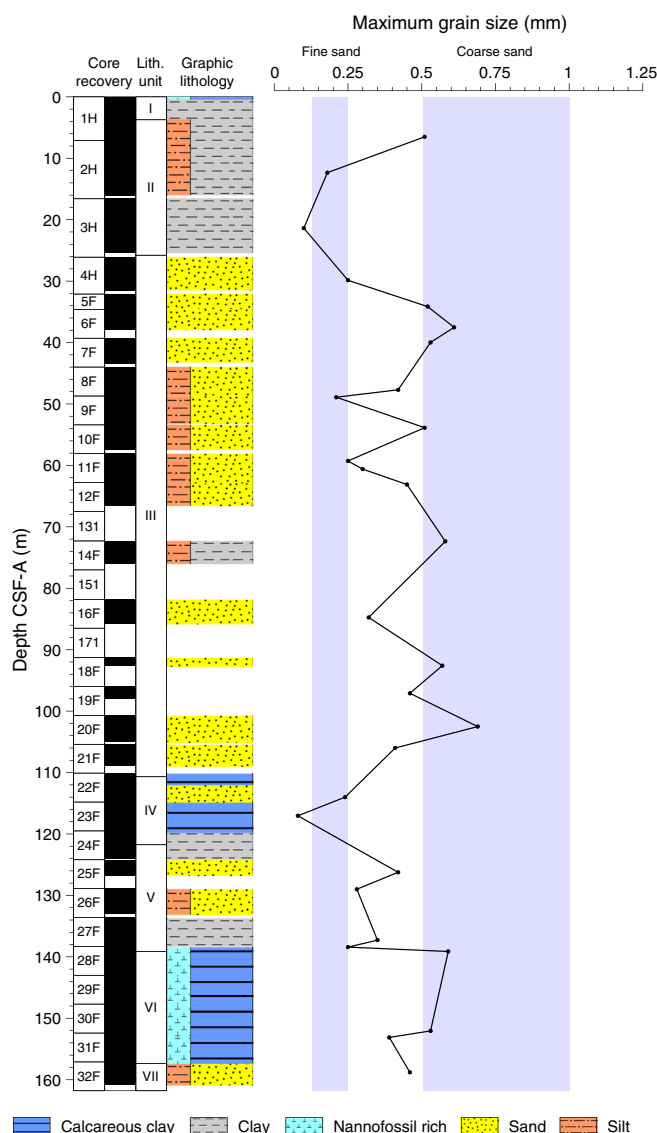 Maximum grain size (mm)
Fine sand Coarse sand
Core recovery Lith. unit Graphic lithology
0 0.25 0.5 0.75 1 1.25
Depth CSF-A (m)
0
10
20
30
40
50
60
70
80
90
100
110
120
130
140
150
160
1H
2H
3H
4H
5F
6F
7F
8F
9F
10F
11F
12F
131
14F
151
16F
171
18F
19F
20F
21F
22F
23F
24F
25F
26F
27F
28F
29F
30F
31F
32F
I
II
III
IV
V
VI
VII
Calcareous clay Clay Nannofossil rich Sand Silt